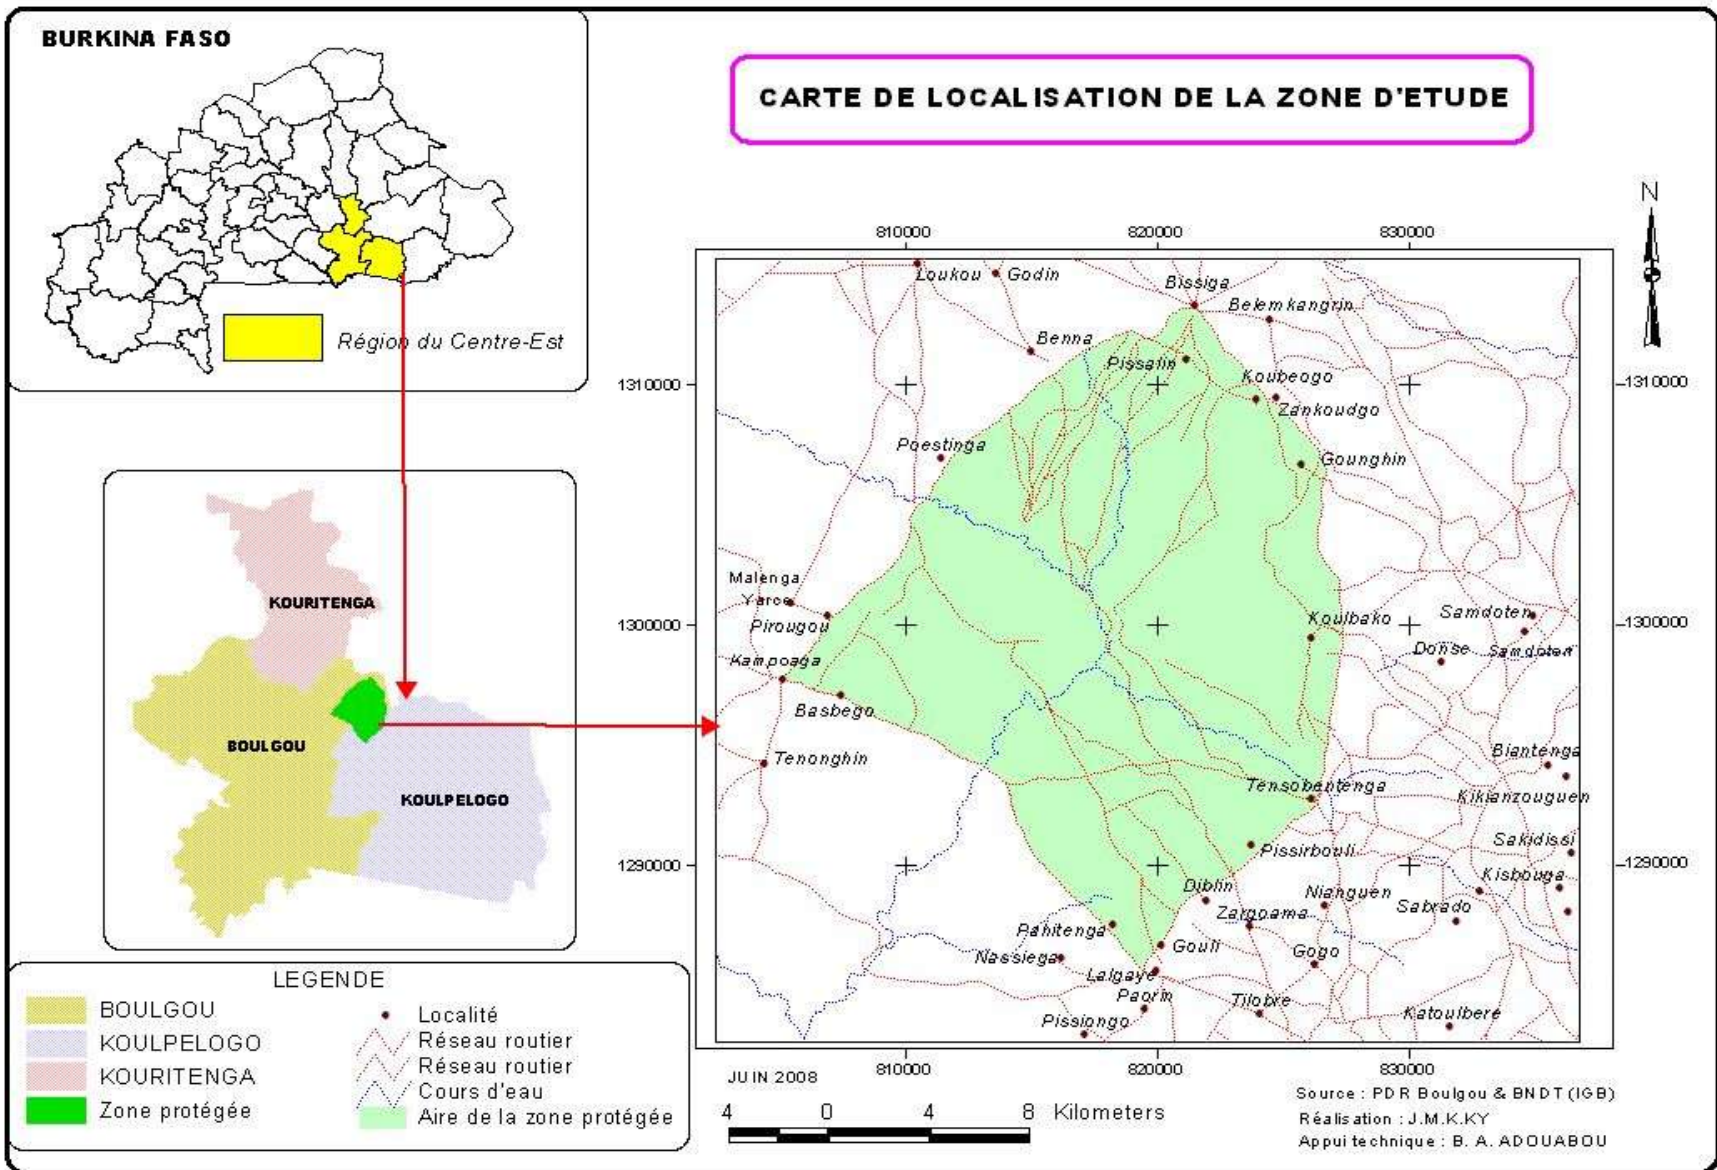 BURKINA FASO
Région du Centre-Est
CARTE DE LOCALISATION DE LA ZONE D'ETUDE
N
810000 820000 830000
Loukou
Godin
Bissiga
Belemkangrin
Benna
Pissalin
Koubeogo
Zankoudgo
1310000
1310000
Poestinga
Gounghin
Malenga
Yarce
Pirougou
Koulbako
Samdoten
1300000
1300000
Kampoaga
Donse
Samdoten
Basbego
Tenonghin
Biantenga
Tensobentenga
Kikianzouguen
Pissirbouli
Sakidissi
1290000
1290000
Diblin
Nianguen
Kisbouga
Zargoama
Sabrado
Pahitenga
Gouli
Nassiega
Gogo
Lalgaye
Paorin
Tilobre
Pissiongo
Katoulbere
810000 820000 830000
KOURITENGA
BOULGOU
KOULPELOGO
LEGENDE
BOULGOU
KOULPELOGO
KOURITENGA
Zone protégée
Localité
Réseau routier
Réseau routier
Cours d'eau
Aire de la zone protégée
JUIN 2008
4 0 4 8 Kilometers
Source : PDR Boulgou & BNDT (IGB)
Réalisation : J.M.K.KY
Appui technique : B. A. ADOUABOU